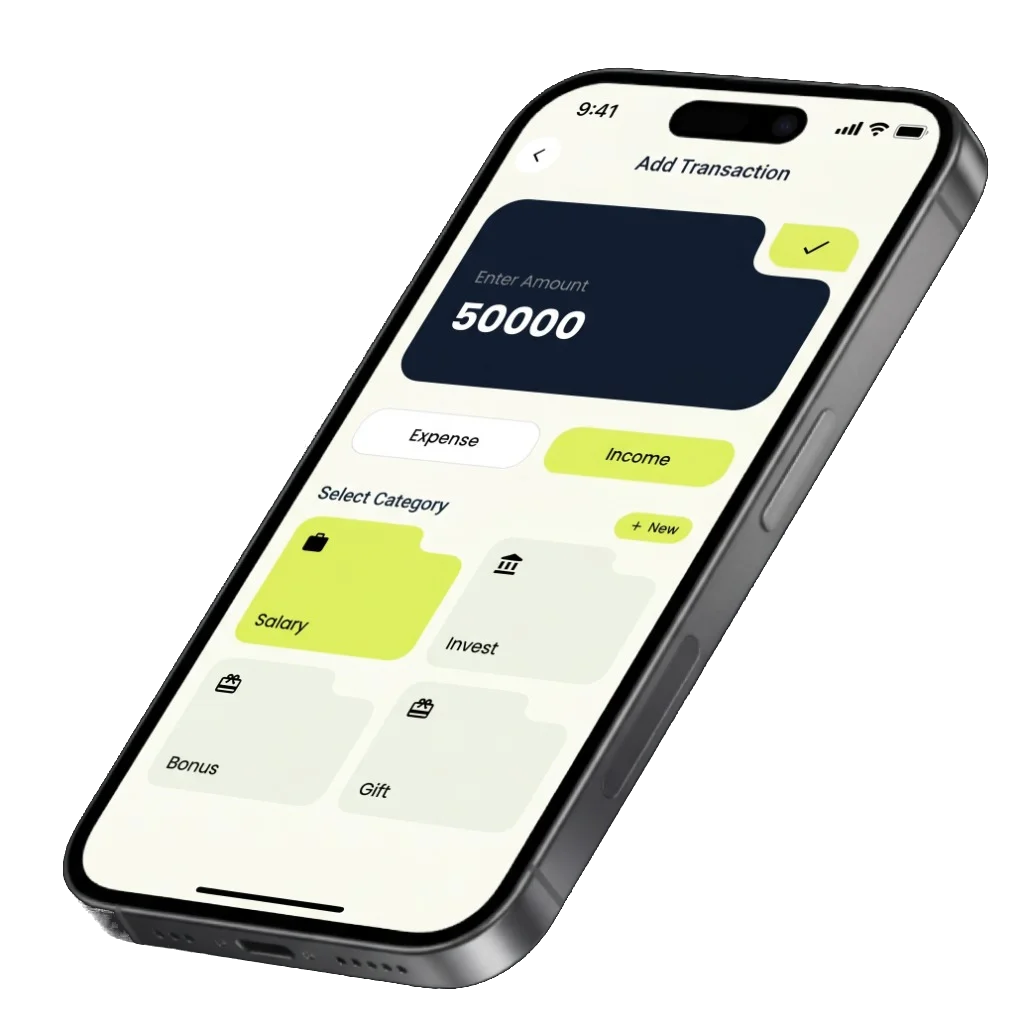 9:41
Add Transaction
Enter Amount
50000
Expense
Income
Select Category
+ New
Salary
Invest
Bonus
Gift